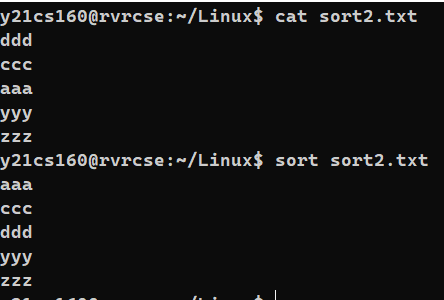 y21cs160@rvrcse:~/Linux$ cat sort2.txt
ddd
ccc
aaa
yyy
zzz
y21cs160@rvrcse:~/Linux$ sort sort2.txt
aaa
ccc
ddd
yyy
zzz